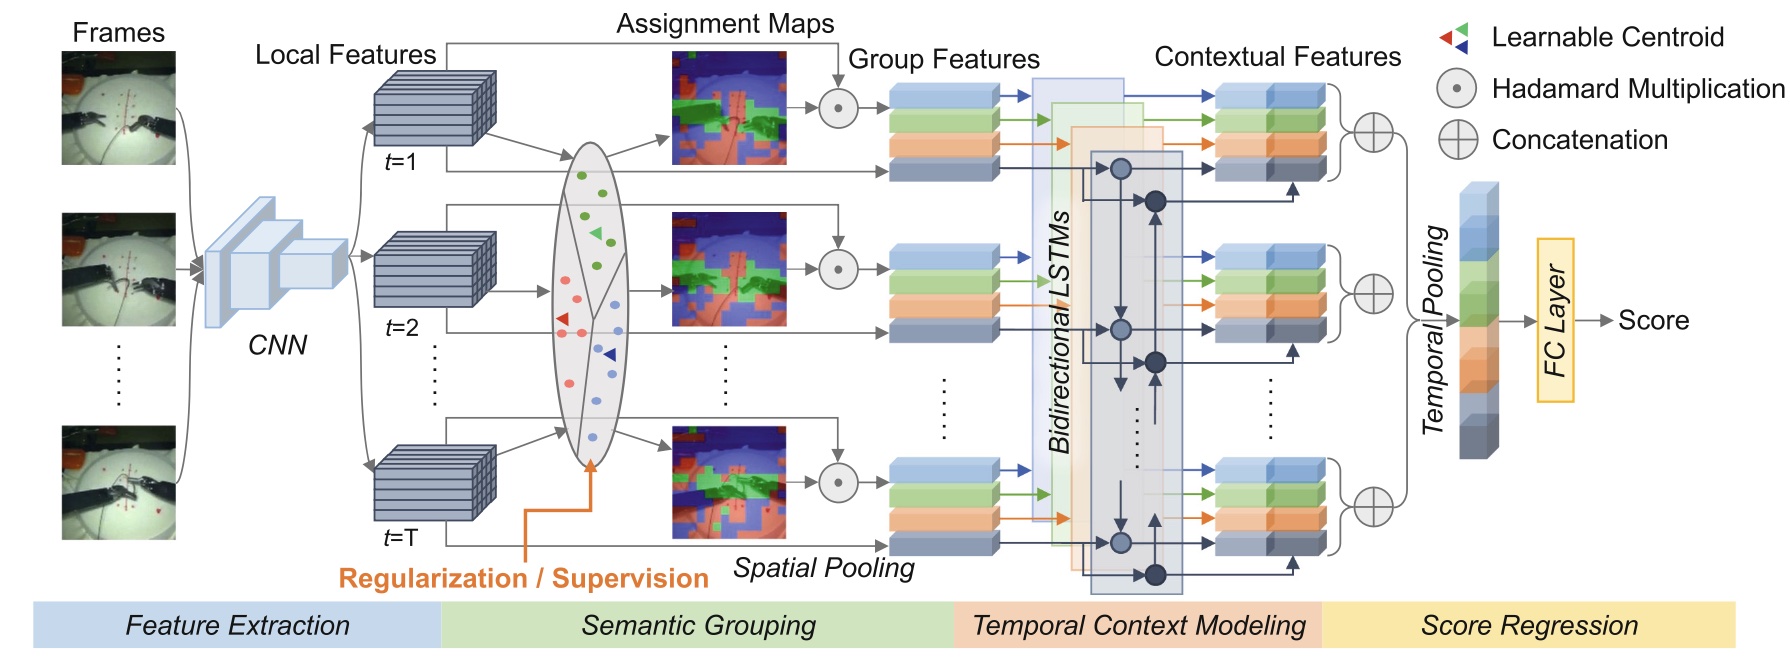 Frames
Local Features
Assignment Maps
Group Features
Contextual Features
Learnable Centroid
Hadamard Multiplication
Concatenation
t=1
t=2
t=T
CNN
Bidirectional LSTMs
Temporal Pooling
FC Layer
Score
Regularization / Supervision
Spatial Pooling
Feature Extraction
Semantic Grouping
Temporal Context Modeling
Score Regression